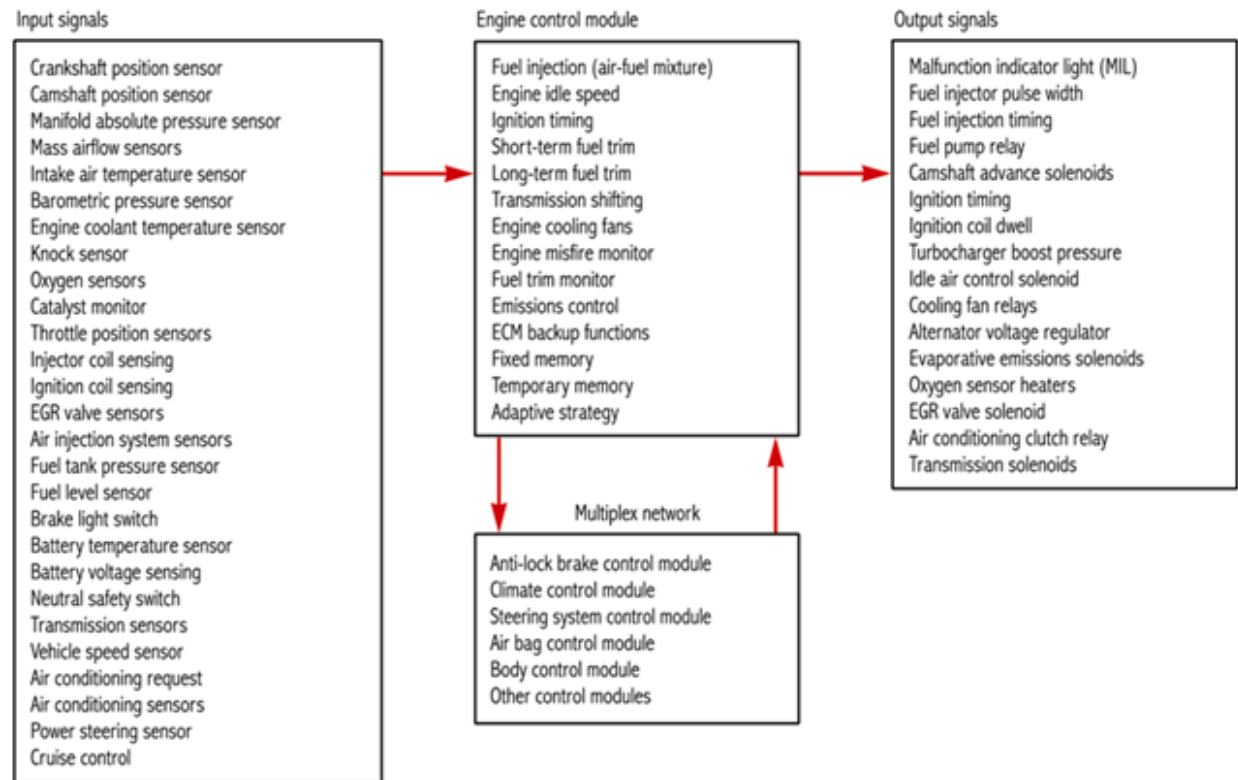 Input signals
Crankshaft position sensor
Camshaft position sensor
Manifold absolute pressure sensor
Mass airflow sensors
Intake air temperature sensor
Barometric pressure sensor
Engine coolant temperature sensor
Knock sensor
Oxygen sensors
Catalyst monitor
Throttle position sensors
Injector coil sensing
Ignition coil sensing
EGR valve sensors
Air injection system sensors
Fuel tank pressure sensor
Fuel level sensor
Brake light switch
Battery temperature sensor
Battery voltage sensing
Neutral safety switch
Transmission sensors
Vehicle speed sensor
Air conditioning request
Air conditioning sensors
Power steering sensor
Cruise control
Engine control module
Fuel injection (air-fuel mixture)
Engine idle speed
Ignition timing
Short-term fuel trim
Long-term fuel trim
Transmission shifting
Engine cooling fans
Engine misfire monitor
Fuel trim monitor
Emissions control
ECM backup functions
Fixed memory
Temporary memory
Adaptive strategy
Multiplex network
Anti-lock brake control module
Climate control module
Steering system control module
Air bag control module
Body control module
Other control modules
Output signals
Malfunction indicator light (MIL)
Fuel injector pulse width
Fuel injection timing
Fuel pump relay
Camshaft advance solenoids
Ignition timing
Ignition coil dwell
Turbocharger boost pressure
Idle air control solenoid
Cooling fan relays
Alternator voltage regulator
Evaporative emissions solenoids
Oxygen sensor heaters
EGR valve solenoid
Air conditioning clutch relay
Transmission solenoids